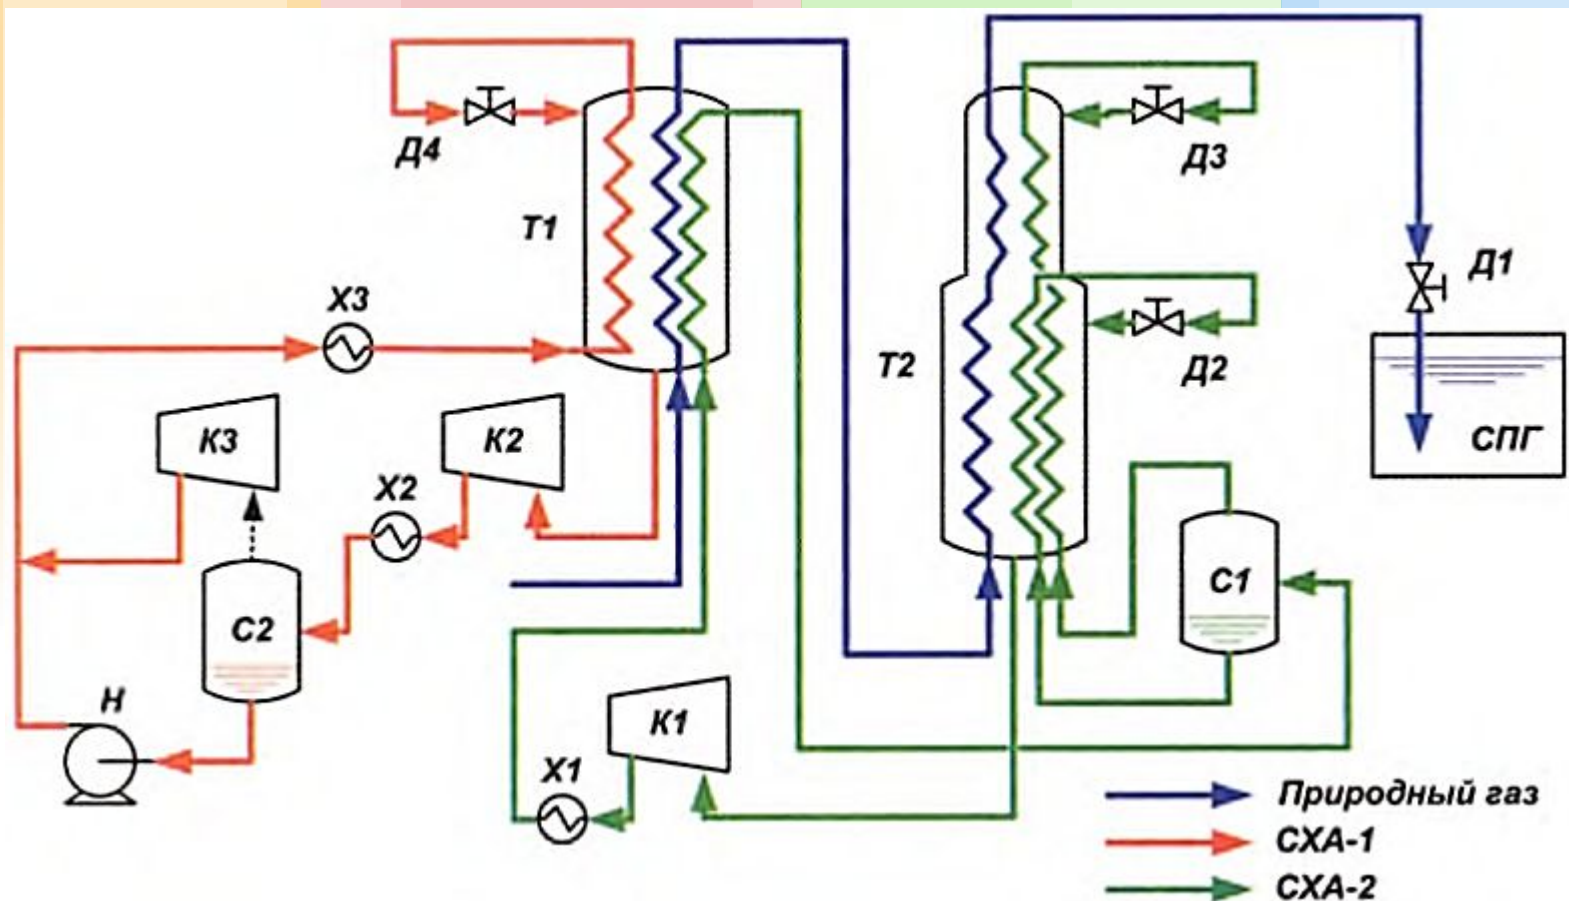 Д4
Д3
Т1
Д1
Х3
Т2
Д2
К3
К2
СПГ
Х2
С1
С2
Н
К1
Х1
Природный газ
СХА-1
СХА-2